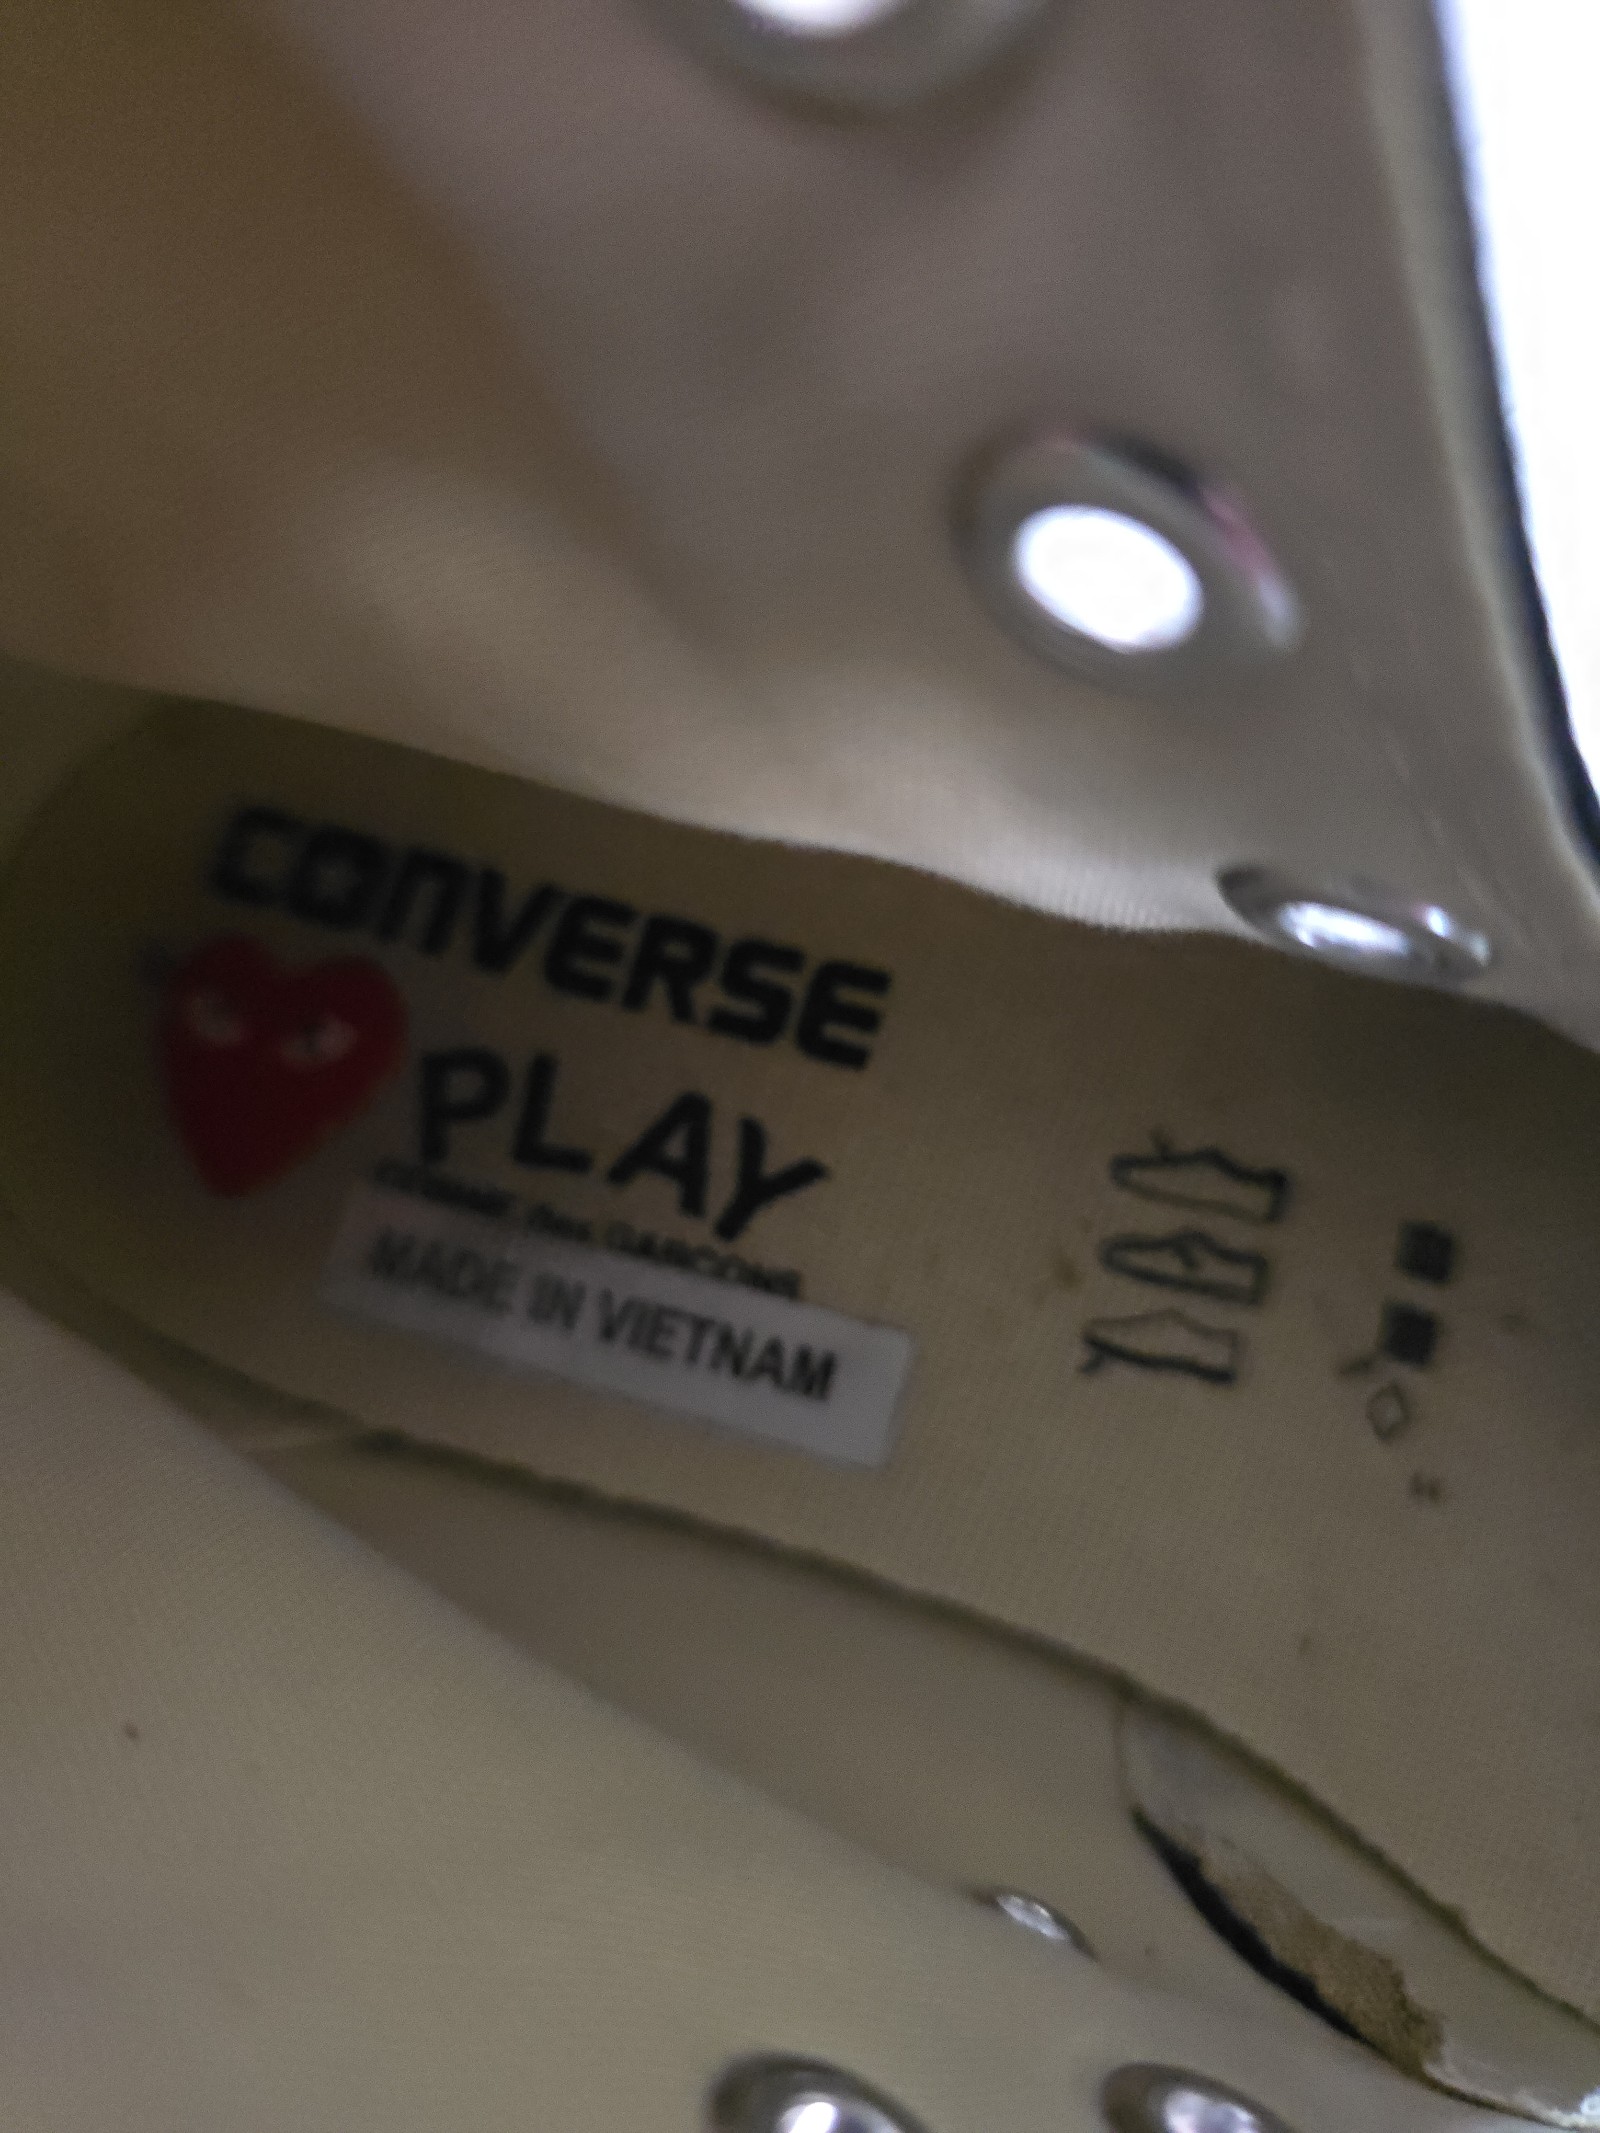 CONVERSE
PLAY
COMME des GARÇONS
MADE IN VIETNAM